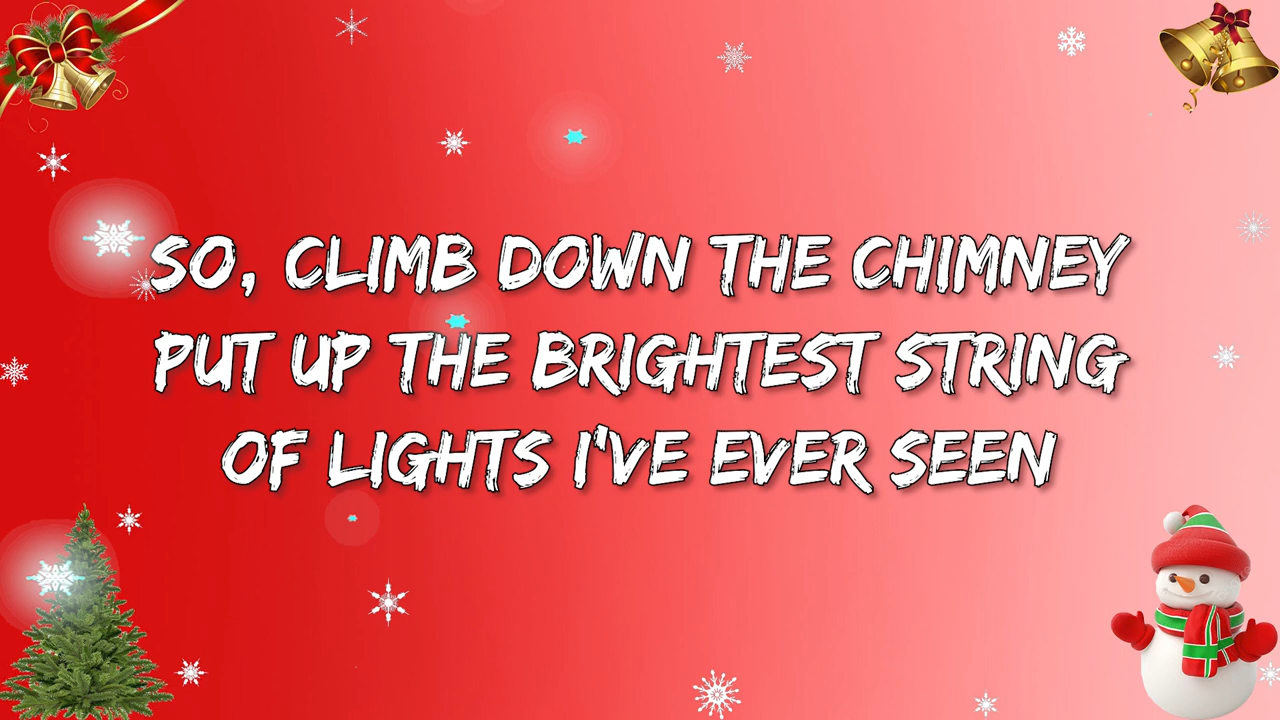 SO, CLIMB DOWN THE CHIMNEY
PUT UP THE BRIGHTEST STRING
OF LIGHTS I'VE EVER SEEN